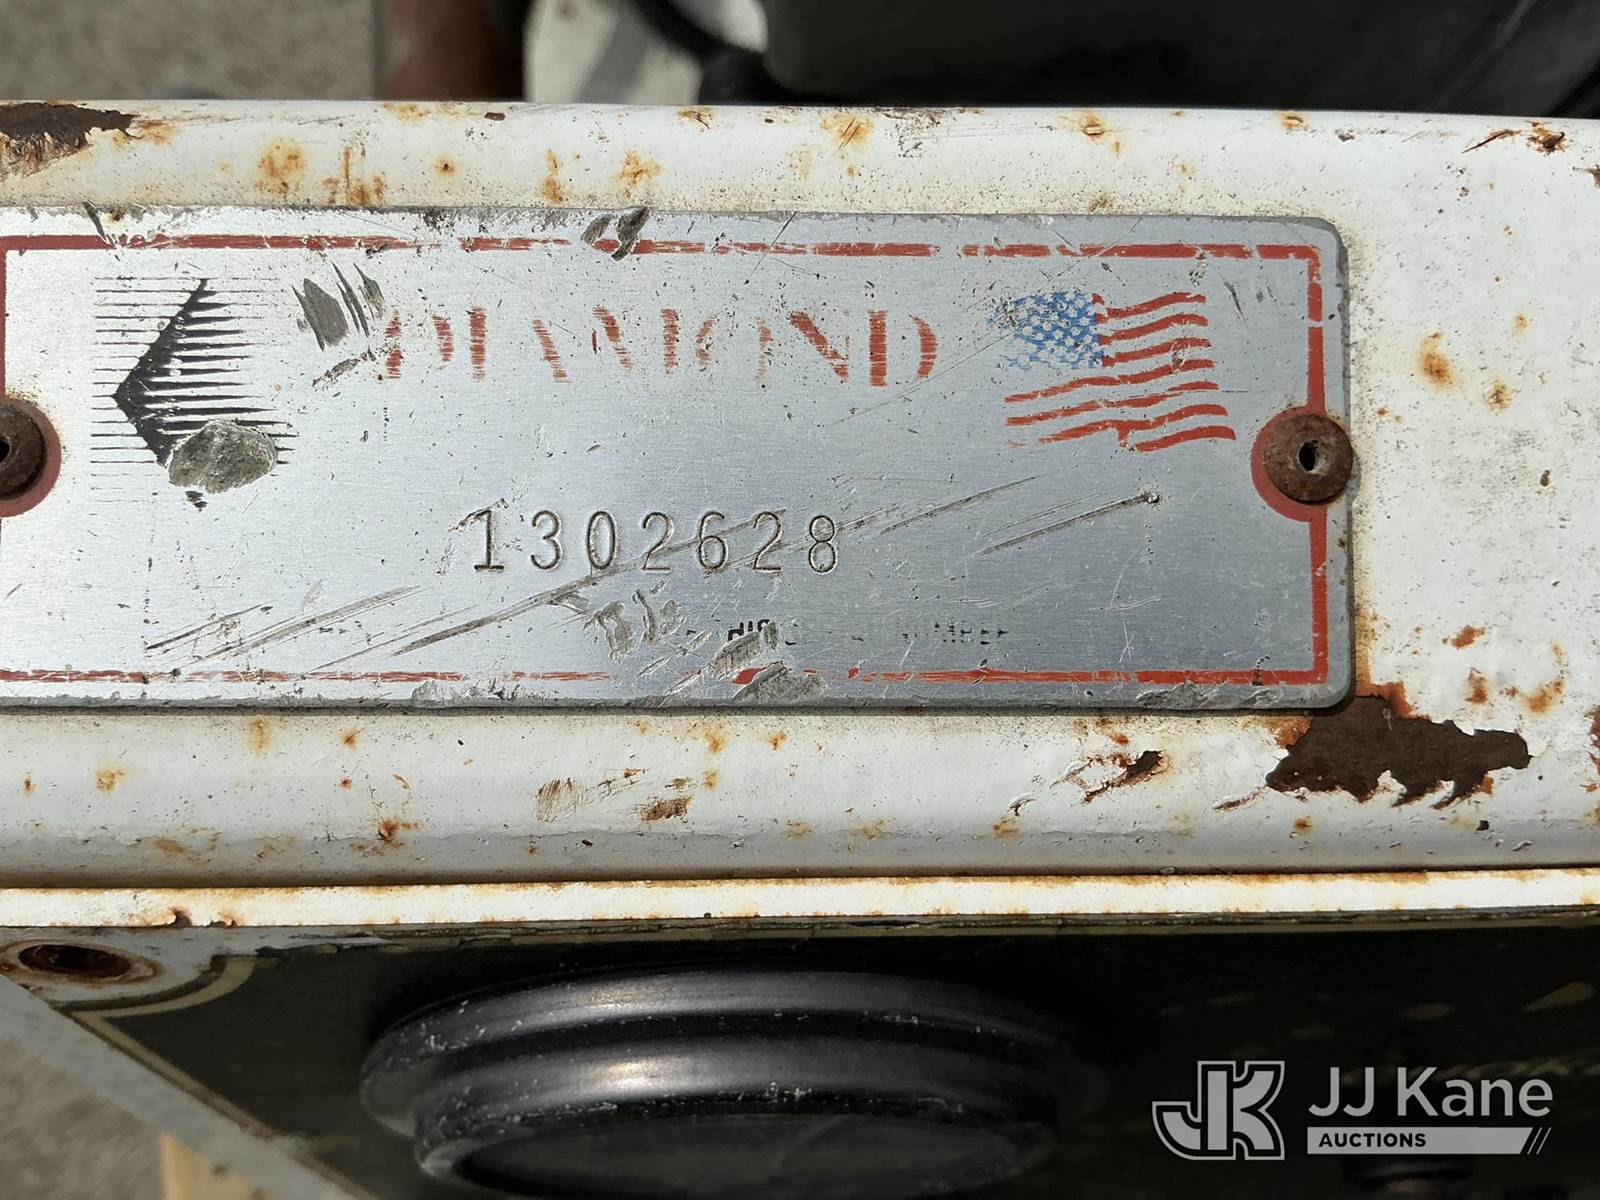 DIAMOND
1302628
JJ Kane
AUCTIONS